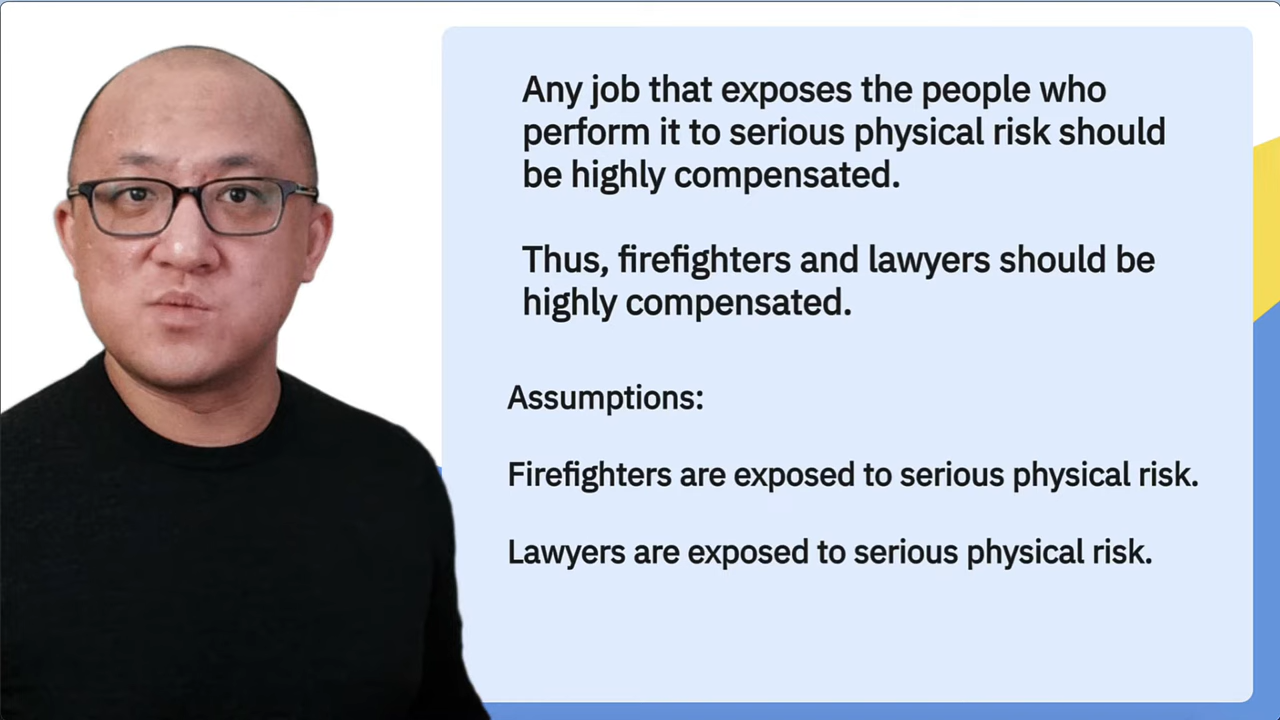 Any job that exposes the people who
perform it to serious physical risk should
be highly compensated.
Thus, firefighters and lawyers should be
highly compensated.
Assumptions:
Firefighters are exposed to serious physical risk.
Lawyers are exposed to serious physical risk.